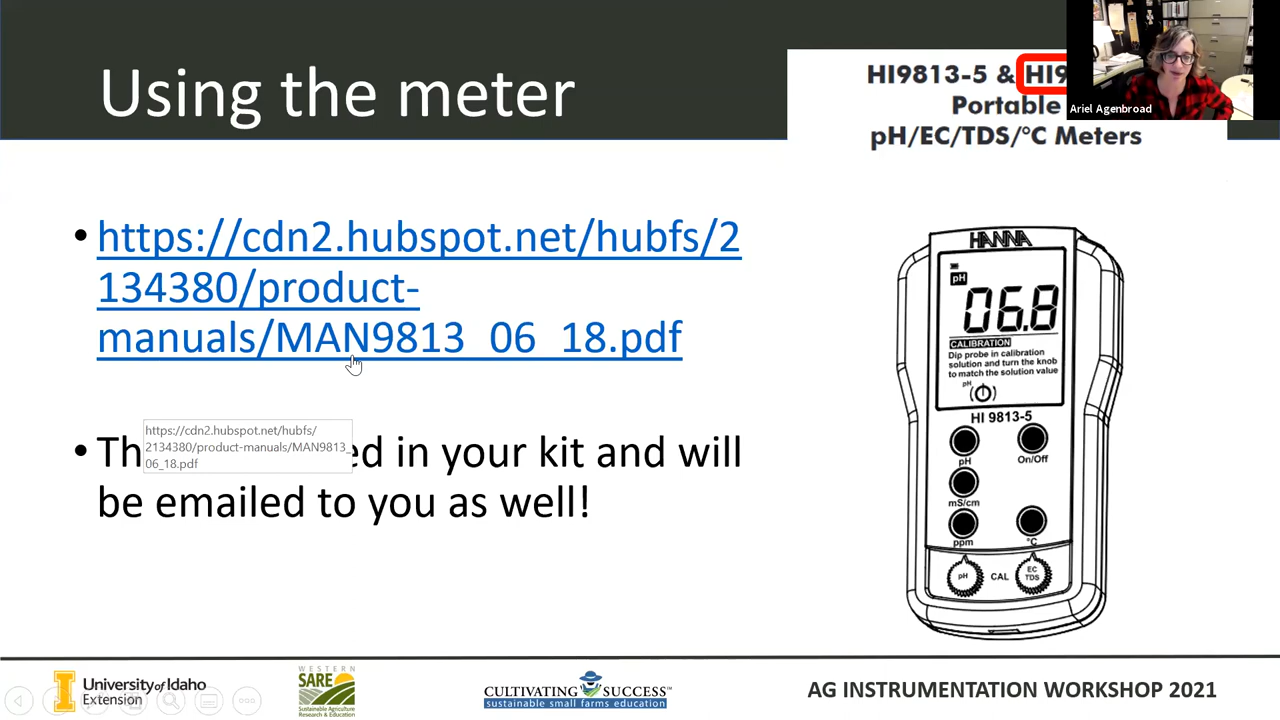 Using the meter
HI9813-5 & HI9
Portable
pH/EC/TDS/°C Meters
Ariel Agenbroad
• https://cdn2.hubspot.net/hubfs/2
134380/product-
manuals/MAN9813_06_18.pdf
https://cdn2.hubspot.net/hubfs/
2134380/product-manuals/MAN9813_
06_18.pdf
• Th ed in your kit and will
be emailed to you as well!
HANNA
pH
06.8
CALIBRATION
Dip probe in calibration
solution and turn the knob
to match the solution value
pH
HI 9813-5
pH
On/Off
mS/cm
ppm
°C
pH
CAL
EC
TDS
I
University of Idaho
Extension
WESTERN
SARE
Sustainable Agriculture
Research & Education
CULTIVATING SUCCESS™
sustainable small farms education
AG INSTRUMENTATION WORKSHOP 2021